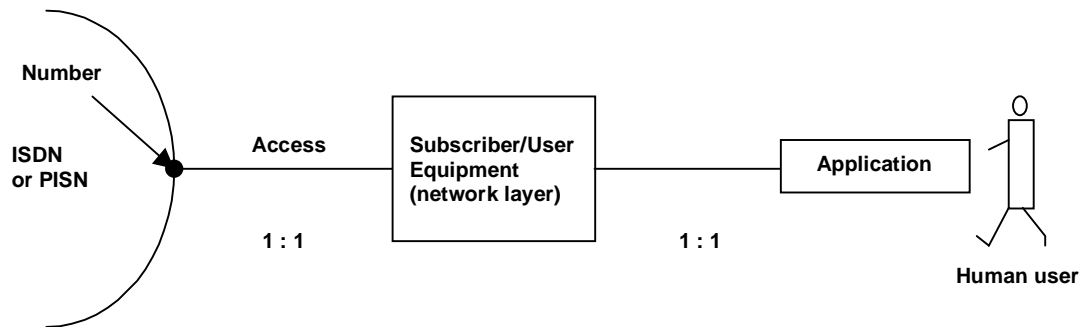 Number
ISDN
or PISN
Access
1 : 1
Subscriber/User
Equipment
(network layer)
1 : 1
Application
Human user